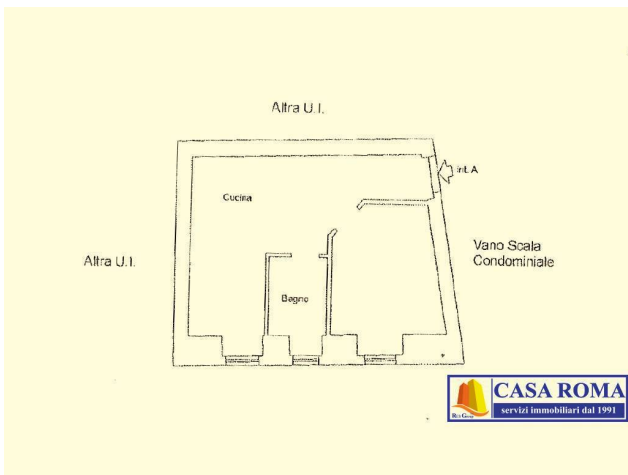 Altra U.I.
Int. A
Cucina
Vano Scala
Condominiale
Altra U.I.
Bagno
CASA ROMA
servizi immobiliari dal 1991